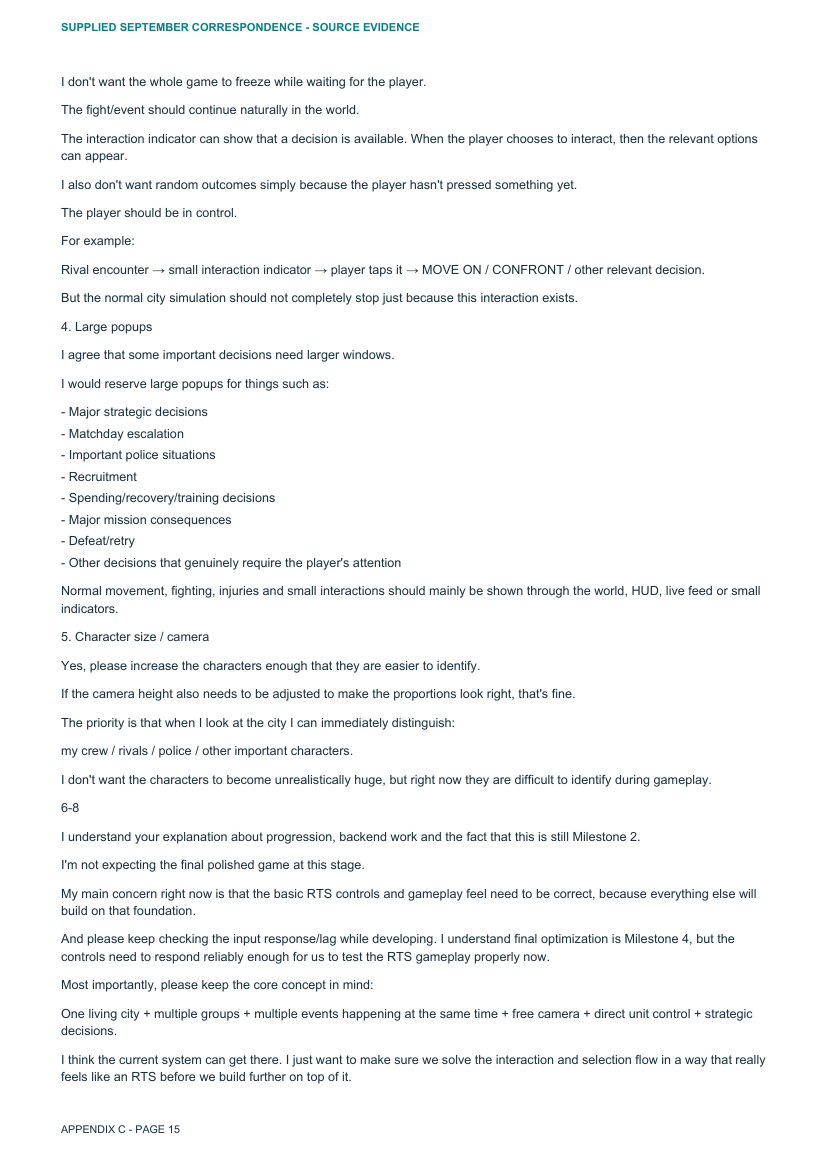 SUPPLIED SEPTEMBER CORRESPONDENCE - SOURCE EVIDENCE
I don't want the whole game to freeze while waiting for the player.
The fight/event should continue naturally in the world.
The interaction indicator can show that a decision is available. When the player chooses to interact, then the relevant options
can appear.
I also don't want random outcomes simply because the player hasn't pressed something yet.
The player should be in control.
For example:
Rival encounter → small interaction indicator → player taps it → MOVE ON / CONFRONT / other relevant decision.
But the normal city simulation should not completely stop just because this interaction exists.
4. Large popups
I agree that some important decisions need larger windows.
I would reserve large popups for things such as:
- Major strategic decisions
- Matchday escalation
- Important police situations
- Recruitment
- Spending/recovery/training decisions
- Major mission consequences
- Defeat/retry
- Other decisions that genuinely require the player's attention
Normal movement, fighting, injuries and small interactions should mainly be shown through the world, HUD, live feed or small
indicators.
5. Character size / camera
Yes, please increase the characters enough that they are easier to identify.
If the camera height also needs to be adjusted to make the proportions look right, that's fine.
The priority is that when I look at the city I can immediately distinguish:
my crew / rivals / police / other important characters.
I don't want the characters to become unrealistically huge, but right now they are difficult to identify during gameplay.
6-8
I understand your explanation about progression, backend work and the fact that this is still Milestone 2.
I'm not expecting the final polished game at this stage.
My main concern right now is that the basic RTS controls and gameplay feel need to be correct, because everything else will
build on that foundation.
And please keep checking the input response/lag while developing. I understand final optimization is Milestone 4, but the
controls need to respond reliably enough for us to test the RTS gameplay properly now.
Most importantly, please keep the core concept in mind:
One living city + multiple groups + multiple events happening at the same time + free camera + direct unit control + strategic
decisions.
I think the current system can get there. I just want to make sure we solve the interaction and selection flow in a way that really
feels like an RTS before we build further on top of it.
APPENDIX C - PAGE 15